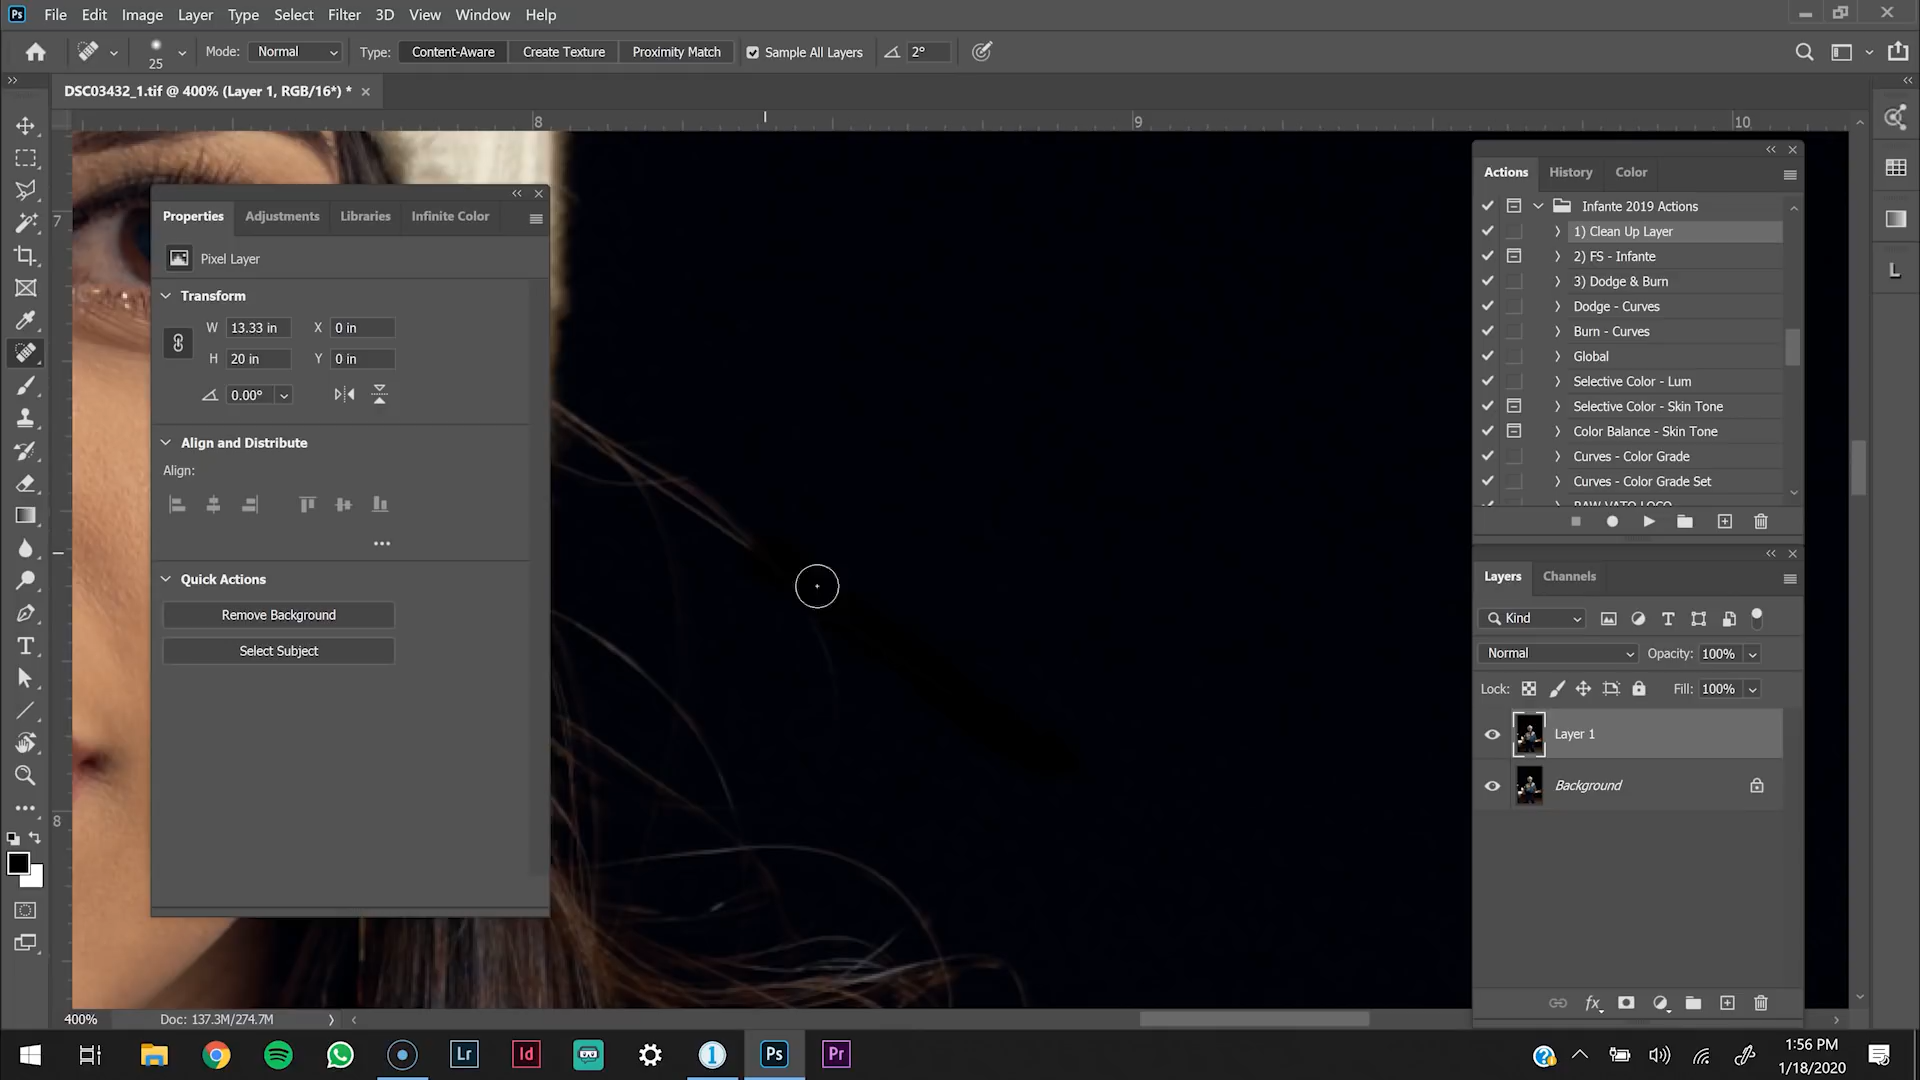 Ps File Edit Image Layer Type Select Filter 3D View Window Help
25 Mode: Normal Type: Content-Aware Create Texture Proximity Match Sample All Layers 2°
DSC03432_1.tif @ 400% (Layer 1, RGB/16*) *
8 9 10
7
8
Properties Adjustments Libraries Infinite Color
Pixel Layer
Transform
W 13.33 in X 0 in
H 20 in Y 0 in
0.00°
Align and Distribute
Align:
Quick Actions
Remove Background
Select Subject
Actions History Color
Infante 2019 Actions
1) Clean Up Layer
2) FS - Infante
3) Dodge & Burn
Dodge - Curves
Burn - Curves
Global
Selective Color - Lum
Selective Color - Skin Tone
Color Balance - Skin Tone
Curves - Color Grade
Curves - Color Grade Set
Layers Channels
Kind
Normal Opacity: 100%
Lock: Fill: 100%
Layer 1
Background
fx
400% Doc: 137.3M/274.7M
Lr Id Ps Pr
1:56 PM
1/18/2020